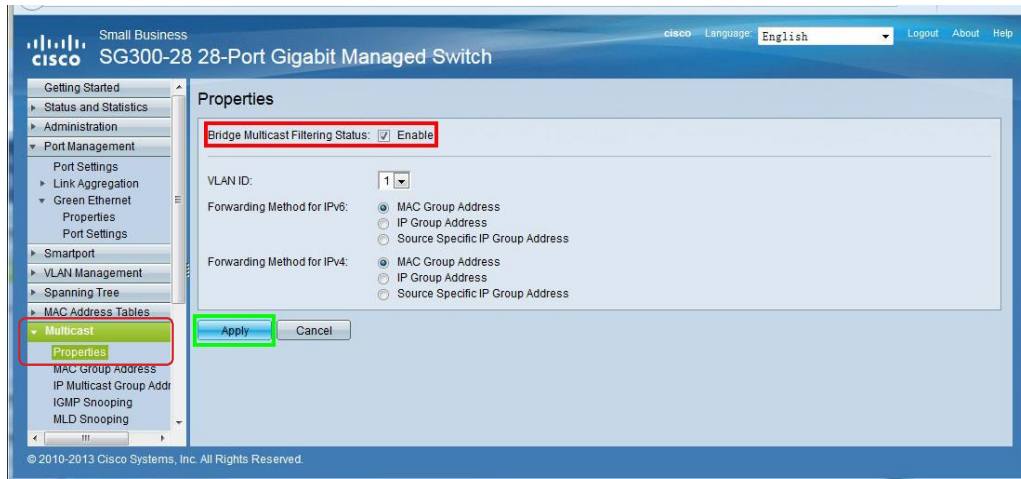 Small Business
cisco SG300-28 28-Port Gigabit Managed Switch
cisco Language: English Logout About Help
Getting Started
Status and Statistics
Administration
Port Management
Port Settings
Link Aggregation
Green Ethernet
Properties
Port Settings
Smartport
VLAN Management
Spanning Tree
MAC Address Tables
Multicast
Properties
MAC Group Address
IP Multicast Group Addr
IGMP Snooping
MLD Snooping
Properties
Bridge Multicast Filtering Status: Enable
VLAN ID: 1
Forwarding Method for IPv6: MAC Group Address
IP Group Address
Source Specific IP Group Address
Forwarding Method for IPv4: MAC Group Address
IP Group Address
Source Specific IP Group Address
Apply Cancel
© 2010-2013 Cisco Systems, Inc. All Rights Reserved.